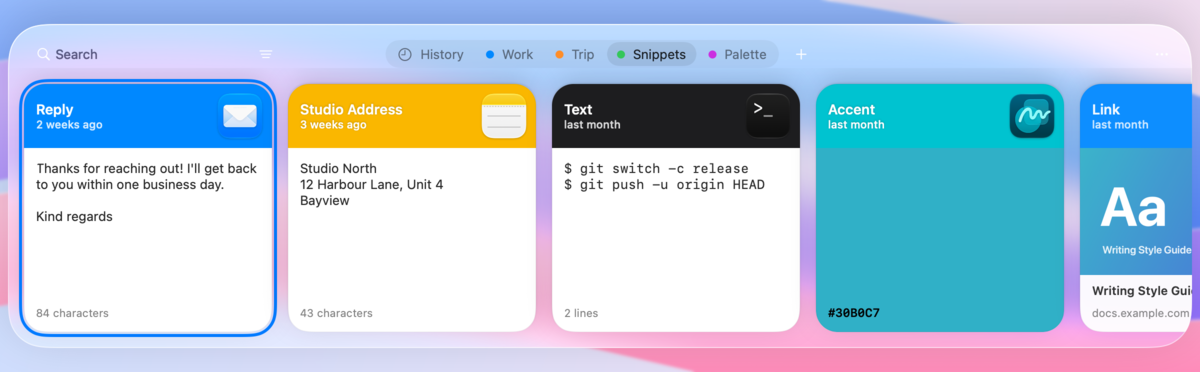 Search
History
Work
Trip
Snippets
Palette
Reply
2 weeks ago
Thanks for reaching out! I'll get back
to you within one business day.
Kind regards
84 characters
Studio Address
3 weeks ago
Studio North
12 Harbour Lane, Unit 4
Bayview
43 characters
Text
last month
>_
$ git switch -c release
$ git push -u origin HEAD
2 lines
Accent
last month
#30B0C7
Link
last month
Aa
Writing Style Guide
Writing Style Gui
docs.example.com